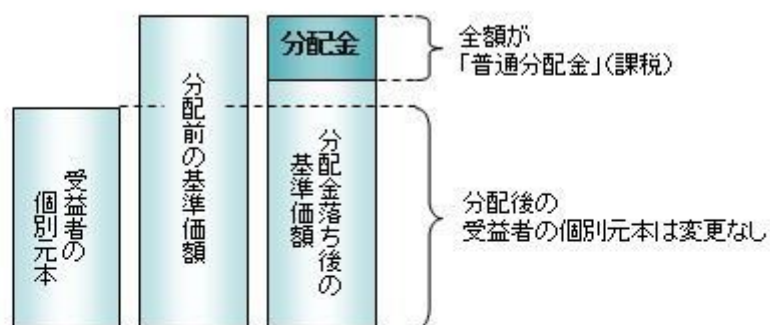 受益者の
個別元本
分配前の基準価額
分配金
分配金落ち後の
基準価額
全額が
「普通分配金」(課税)
分配後の
受益者の個別元本は変更なし